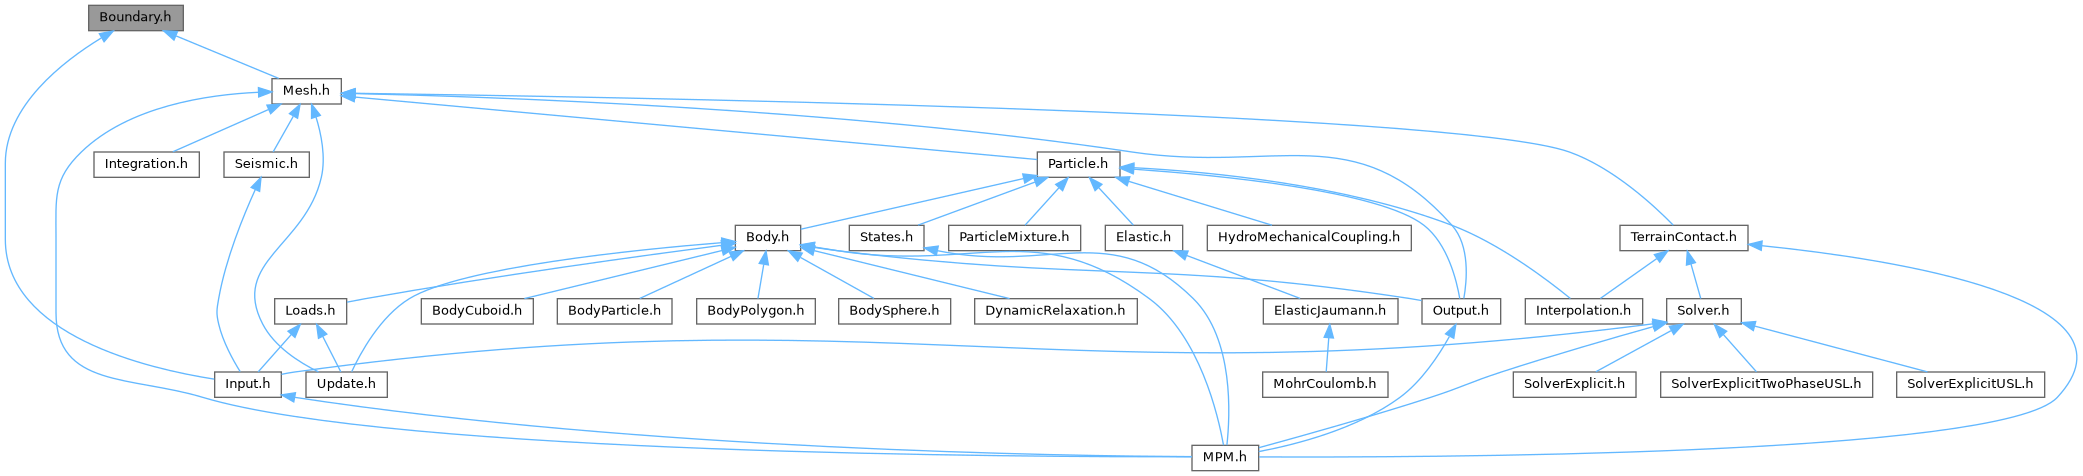 Boundary.h
Mesh.h
Integration.h
Seismic.h
Particle.h
Body.h
States.h
ParticleMixture.h
Elastic.h
HydroMechanicalCoupling.h
TerrainContact.h
Loads.h
BodyCuboid.h
BodyParticle.h
BodyPolygon.h
BodySphere.h
DynamicRelaxation.h
ElasticJaumann.h
Output.h
Interpolation.h
Solver.h
Input.h
Update.h
MohrCoulomb.h
SolverExplicit.h
SolverExplicitTwoPhaseUSL.h
SolverExplicitUSL.h
MPM.h